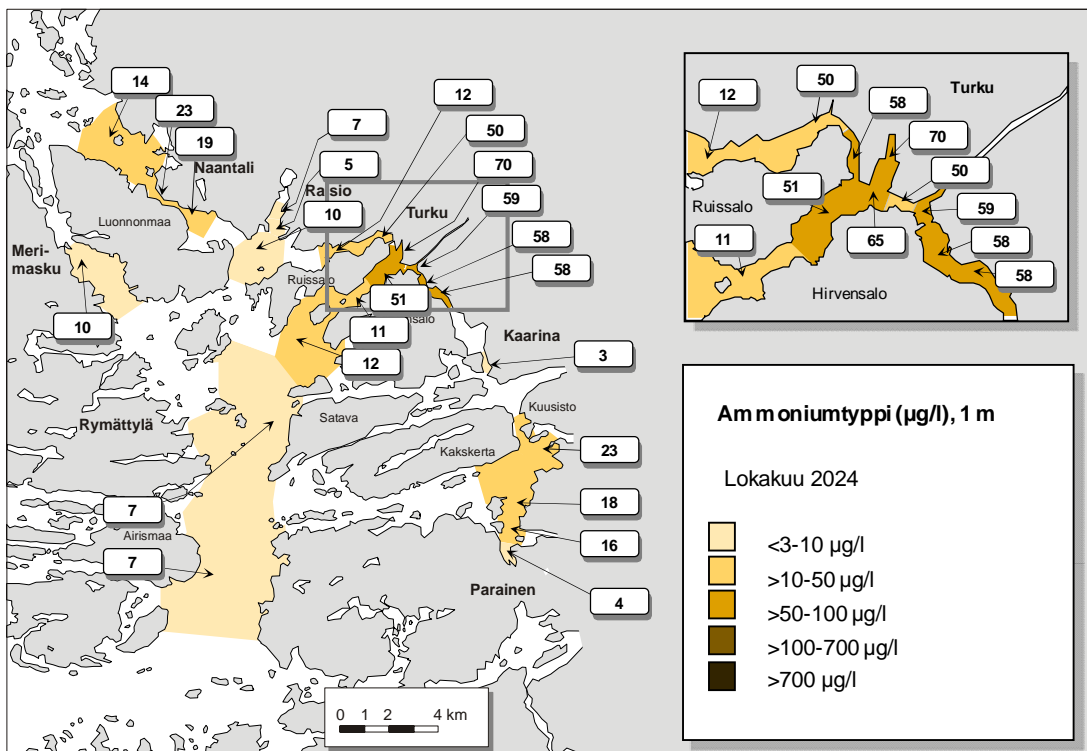 14
23
19
Naantali
7
5
Raisio
10
12
50
70
Turku
59
58
58
Luonnonmaa
Meri-
masku
10
Ruissalo
51
11
12
Kaarina
3
Rymättylä
Satava
Kuusisto
Kakskerta
23
18
16
4
7
Airismaa
7
Parainen
0 1 2 4 km
50
Turku
12
58
70
50
51
Ruissalo
59
11
65
58
58
Hirvensalo
Ammoniumtyppi (µg/l), 1 m
Lokakuu 2024
<3-10 µg/l
>10-50 µg/l
>50-100 µg/l
>100-700 µg/l
>700 µg/l